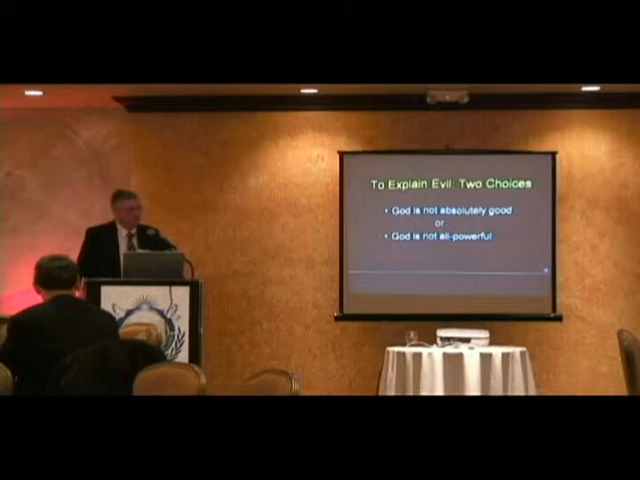 To Explain Evil: Two Choices
• God is not absolutely good
or
• God is not all-powerful